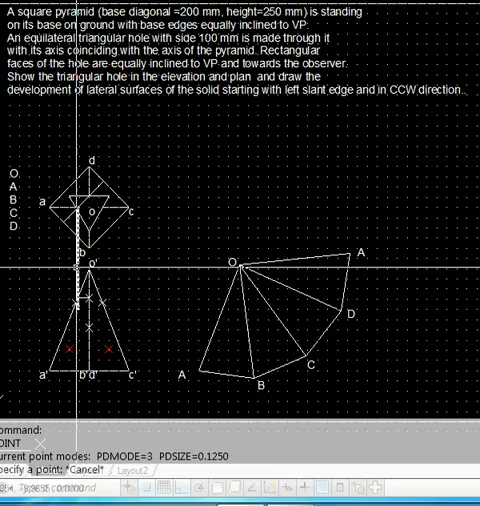 A square pyramid (base diagonal =200 mm, height=250 mm) is standing
on its base on ground with base edges equally inclined to VP.
An equilateral triangular hole with side 100 mm is made through it
with its axis coinciding with the axis of the pyramid. Rectangular
faces of the hole are equally inclined to VP and towards the observer.
Show the triangular hole in the elevation and plan and draw the
development of lateral surfaces of the solid starting with left slant edge and in CCW direction..
d
O
A
B
C
D
a
o
c
b
o'
a'
b'd'
c'
O
A
D
C
B
A
ommand:
OINT
urrent point modes: PDMODE=3 PDSIZE=0.1250
pecify a point: *Cancel*
Layout2
command